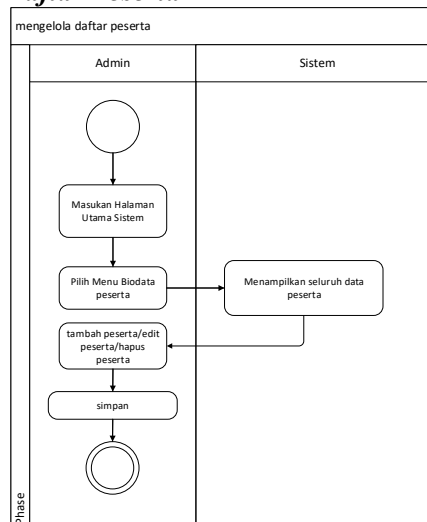 mengelola daftar peserta
Admin
Sistem
Masukan Halaman
Utama Sistem
Pilih Menu Biodata
peserta
Menampilkan seluruh data
peserta
tambah peserta/edit
peserta/hapus
peserta
simpan
Phase